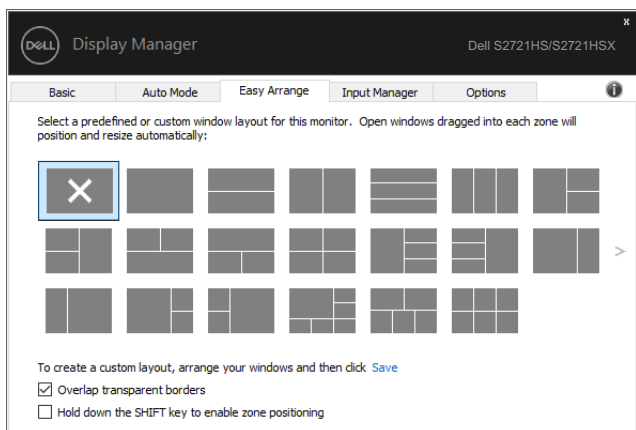 x
DELL Display Manager Dell S2721HS/S2721HSX
Basic Auto Mode Easy Arrange Input Manager Options
Select a predefined or custom window layout for this monitor. Open windows dragged into each zone will
position and resize automatically:
>
To create a custom layout, arrange your windows and then click Save
Overlap transparent borders
Hold down the SHIFT key to enable zone positioning